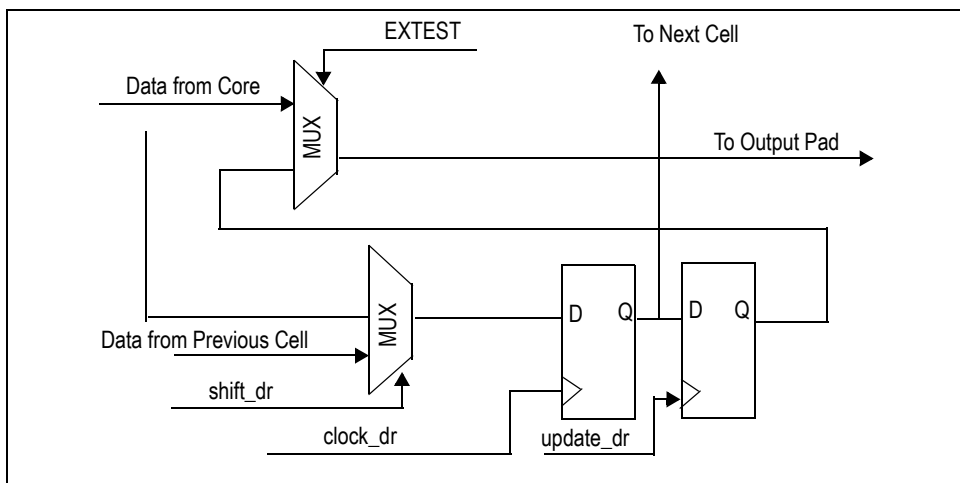 EXTEST
To Next Cell
Data from Core
MUX
To Output Pad
MUX
D Q
D Q
Data from Previous Cell
shift_dr
clock_dr
update_dr